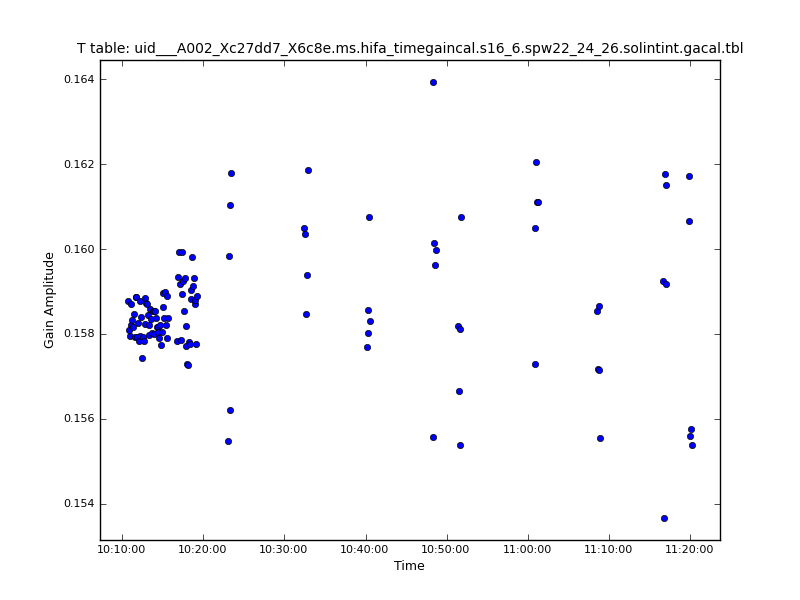 T table: uid___A002_Xc27dd7_X6c8e.ms.hifa_timegaincal.s16_6.spw22_24_26.solintint.gacal.tbl
0.164
0.162
0.160
0.158
0.156
0.154
Gain Amplitude
10:10:00 10:20:00 10:30:00 10:40:00 10:50:00 11:00:00 11:10:00 11:20:00
Time